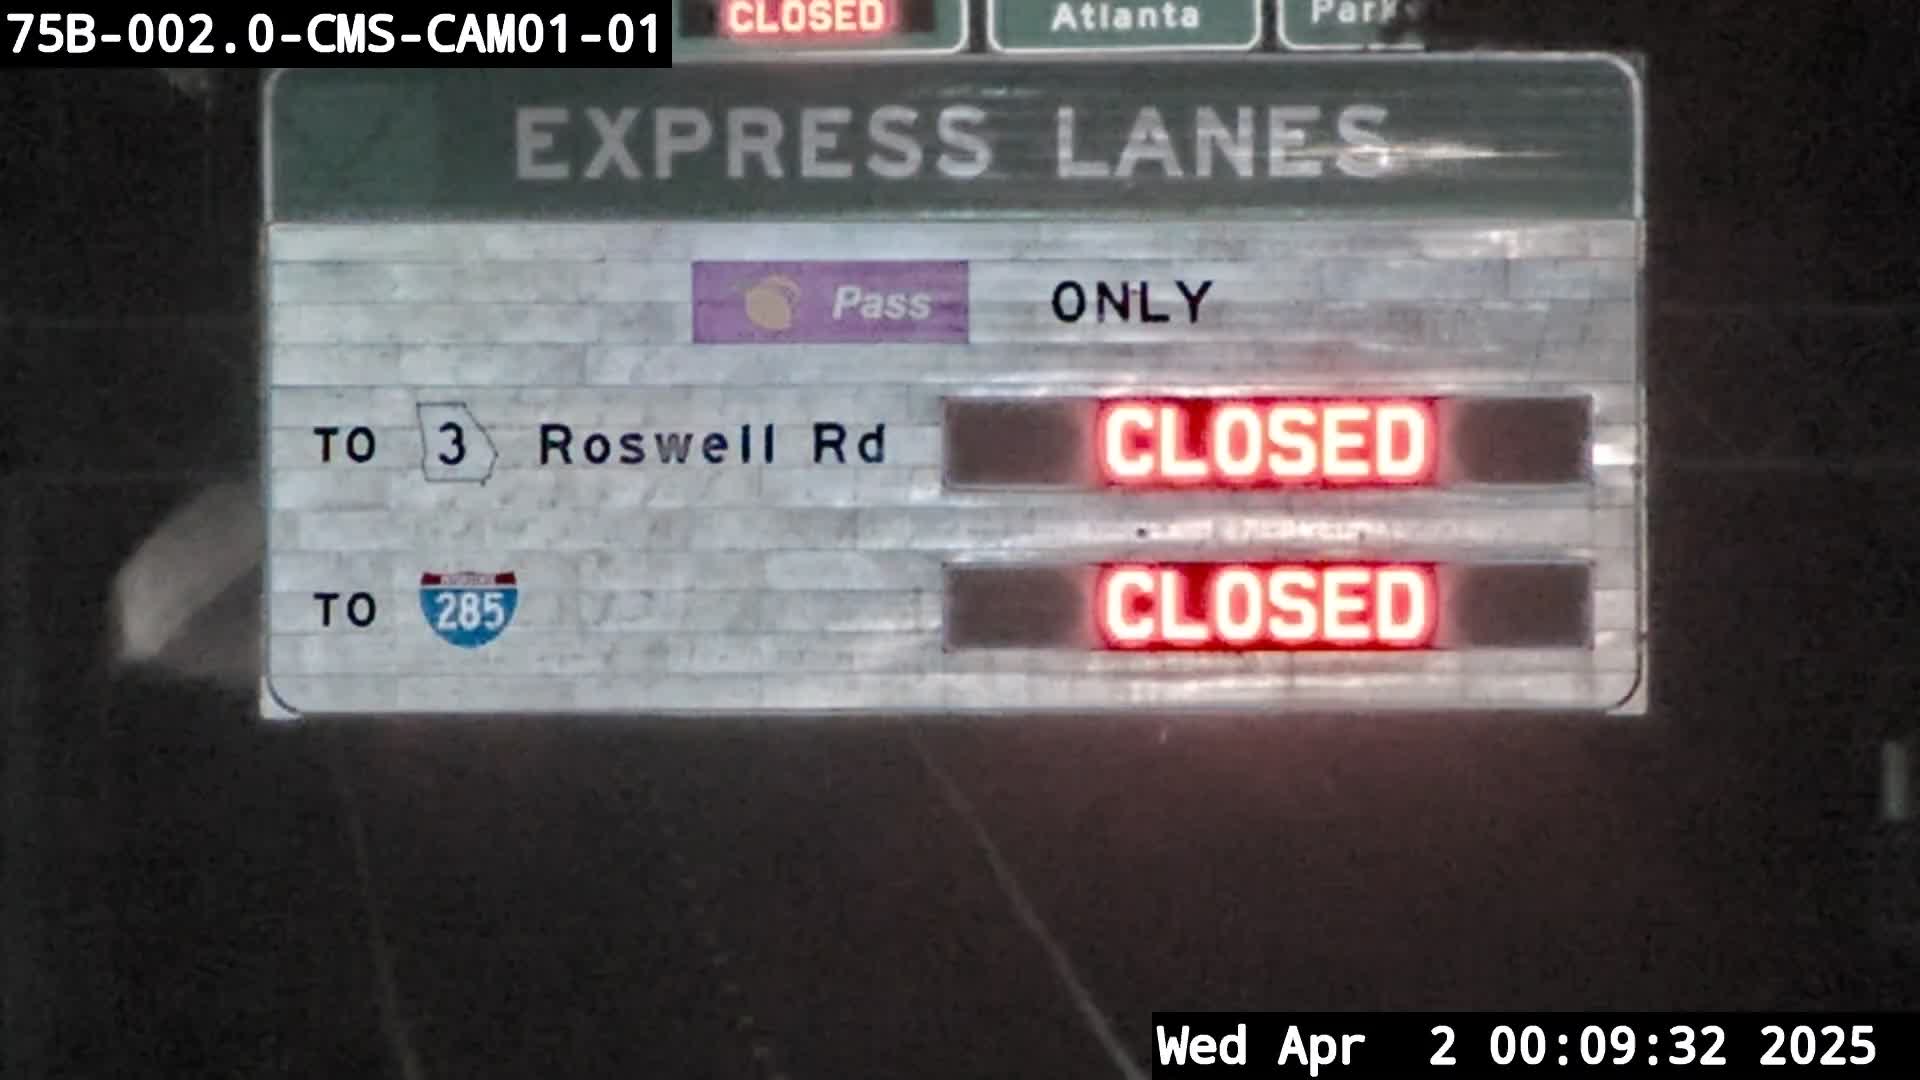 75B-002.0-CMS-CAM01-01
CLOSED
Atlanta
EXPRESS LANES
Pass ONLY
TO 3 Roswell Rd CLOSED
TO 285 CLOSED
Wed Apr 2 00:09:32 2025